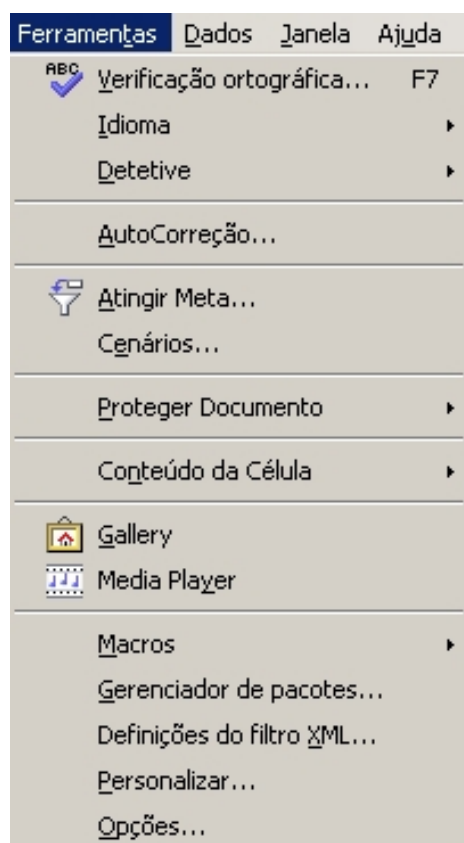 Ferramentas Dados Janela Ajuda
ABC Verificação ortográfica... F7
Idioma
Detetive
AutoCorreção...
Atingir Meta...
Cenários...
Proteger Documento
Conteúdo da Célula
Gallery
Media Player
Macros
Gerenciador de pacotes...
Definições do filtro XML...
Personalizar...
Opções...